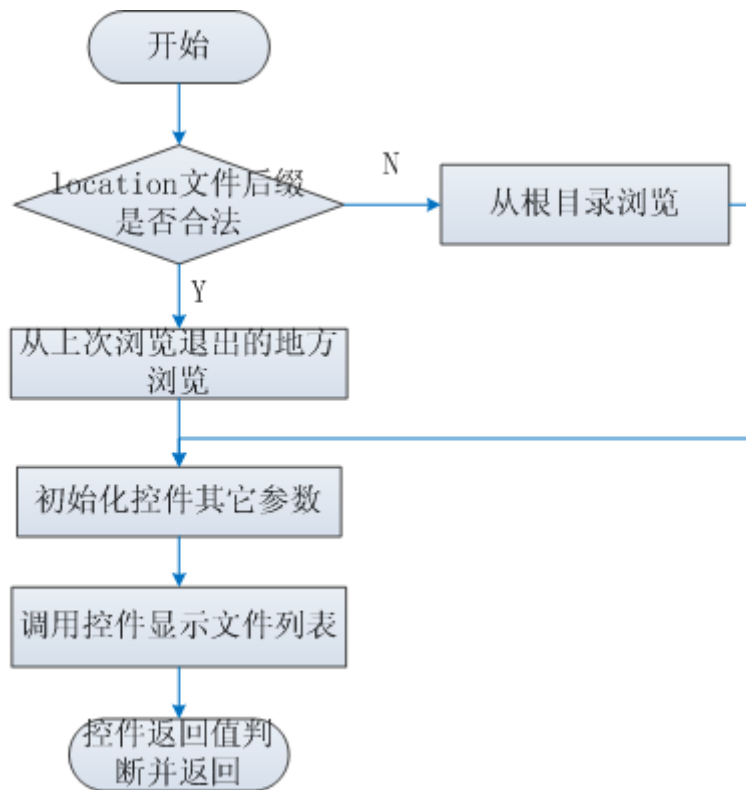 开始
location文件后缀
是否合法
N
从根目录浏览
Y
从上次浏览退出的地方
浏览
初始化控件其它参数
调用控件显示文件列表
控件返回值判
断并返回